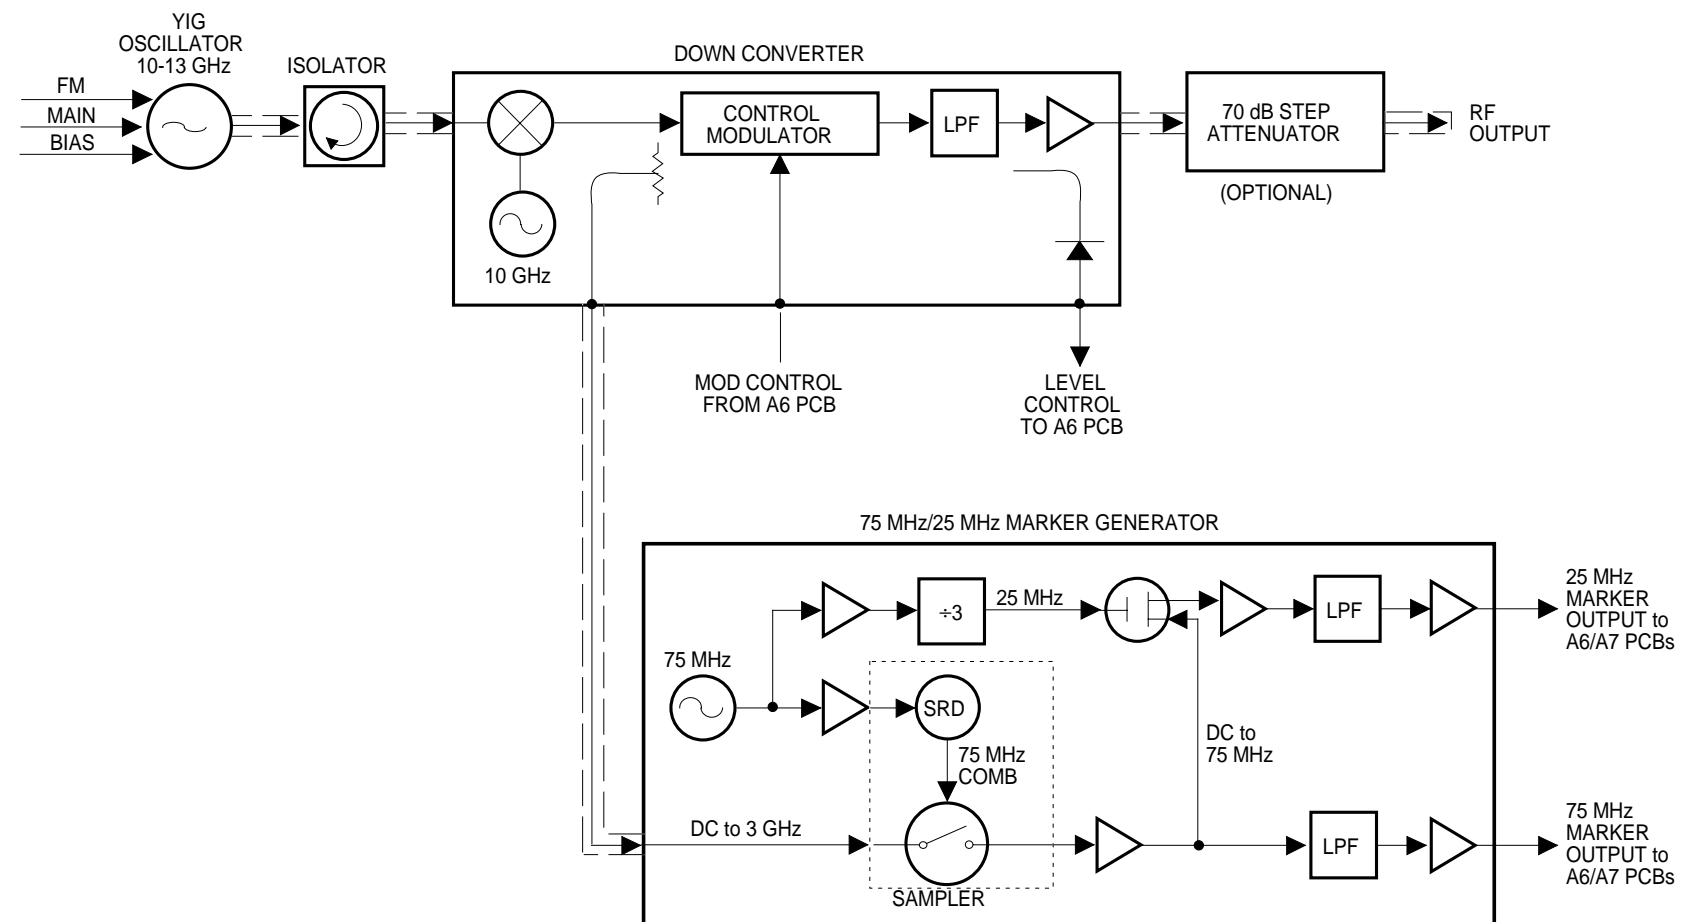 YIG
OSCILLATOR
10-13 GHz
ISOLATOR
DOWN CONVERTER
FM
MAIN
BIAS
CONTROL
MODULATOR
LPF
70 dB STEP
ATTENUATOR
RF
OUTPUT
(OPTIONAL)
10 GHz
MOD CONTROL
FROM A6 PCB
LEVEL
CONTROL
TO A6 PCB
75 MHz/25 MHz MARKER GENERATOR
÷3
25 MHz
LPF
25 MHz
MARKER
OUTPUT to
A6/A7 PCBs
75 MHz
SRD
75 MHz
COMB
DC to
75 MHz
DC to 3 GHz
SAMPLER
LPF
75 MHz
MARKER
OUTPUT to
A6/A7 PCBs